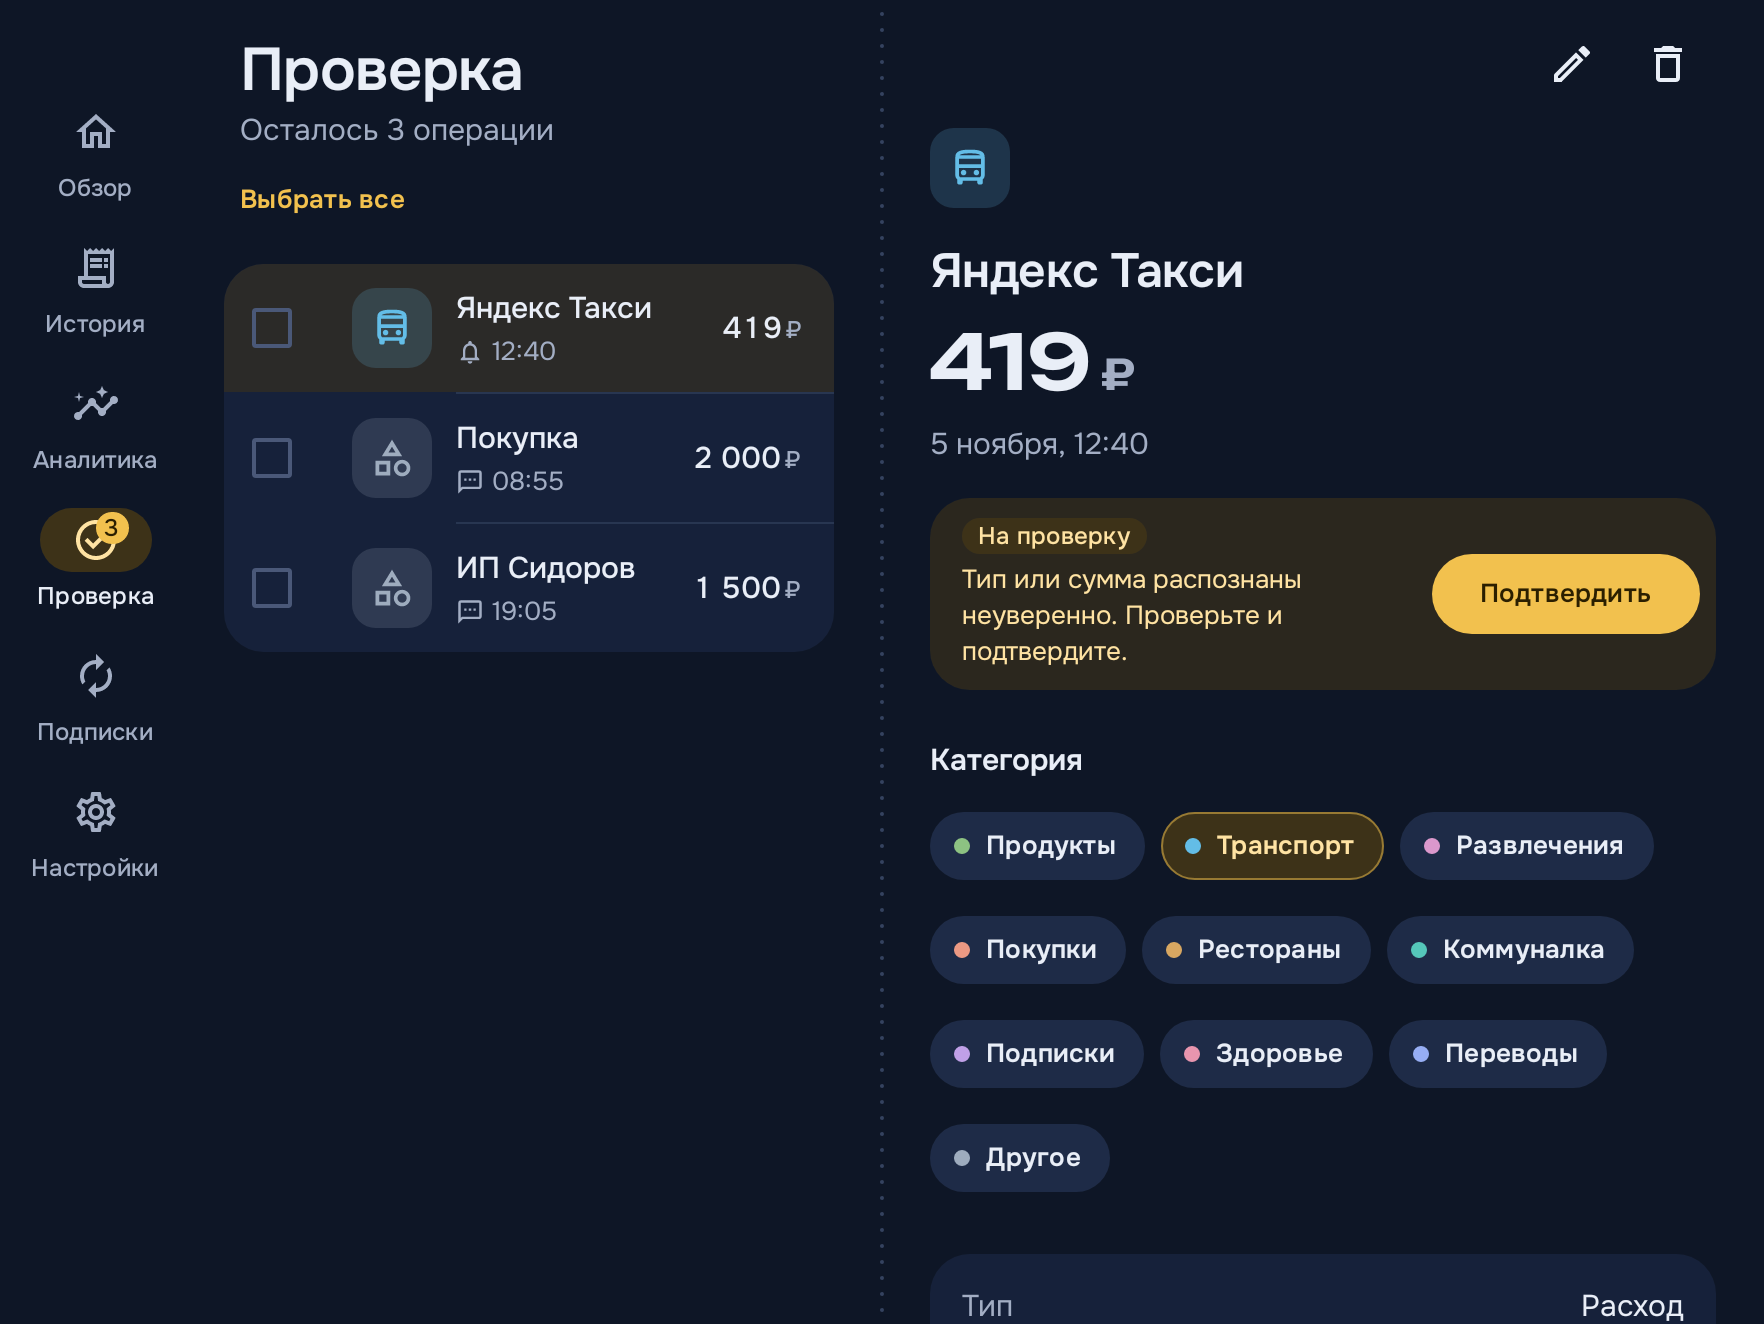 Обзор
История
Аналитика
3
Проверка
Подписки
Настройки
Проверка
Осталось 3 операции
Выбрать все
Яндекс Такси
12:40
419 ₽
Покупка
08:55
2 000 ₽
ИП Сидоров
19:05
1 500 ₽
Яндекс Такси
419 ₽
5 ноября, 12:40
На проверку
Тип или сумма распознаны
неуверенно. Проверьте и
подтвердите.
Подтвердить
Категория
Продукты
Транспорт
Развлечения
Покупки
Рестораны
Коммуналка
Подписки
Здоровье
Переводы
Другое
Тип
Расход